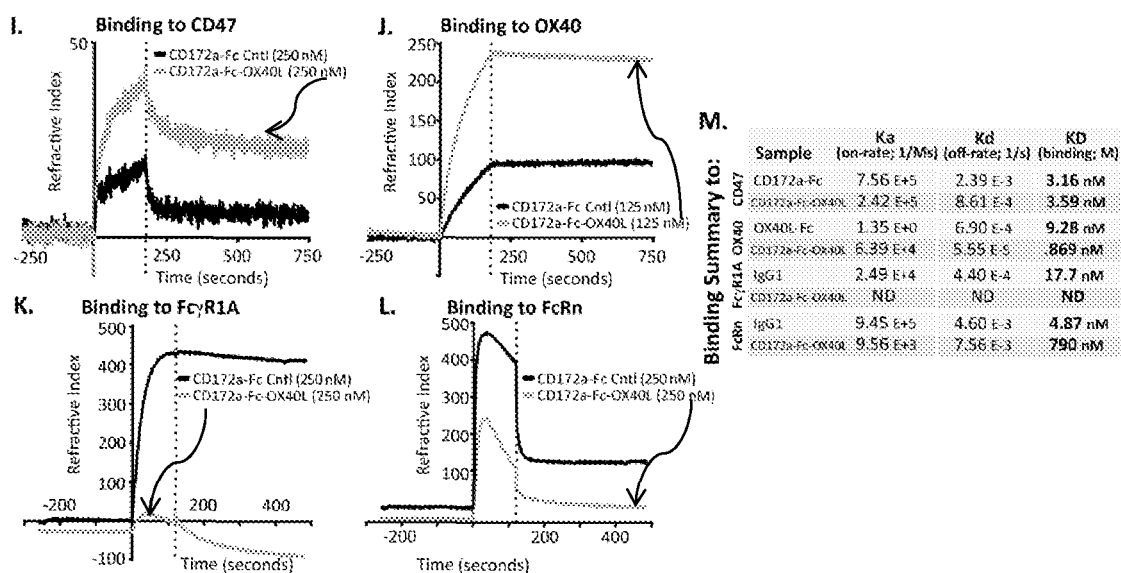 I. Binding to CD47
50
Refractive Index
CD172a-Fc Cntl (250 nM)
CD172a-Fc-OX40L (250 nM)
-250
250
500
750
Time (seconds)
J. Binding to OX40
250
200
150
100
50
Refractive Index
CD172a-Fc Cntl (125 nM)
CD172a-Fc-OX40L (125 nM)
-250
250
500
750
Time (seconds)
K. Binding to FcγR1A
500
400
300
200
100
-100
Refractive Index
CD172a-Fc Cntl (250 nM)
CD172a-Fc-OX40L (250 nM)
-200
200
400
Time (seconds)
L. Binding to FcRn
500
400
300
200
100
Refractive Index
CD172a-Fc Cntl (250 nM)
CD172a-Fc-OX40L (250 nM)
-200
200
400
Time (seconds)
M.
Binding Summary to:
Ka Kd KD
Sample (on-rate; 1/Ms) (off-rate; 1/s) (binding; M)
CD47
CD172a-Fc 7.56 E+5 2.39 E-3 3.16 nM
CD172a-Fc-OX40L 2.42 E+5 8.61 E-4 3.59 nM
OX40
OX40L-Fc 1.35 E+0 6.90 E-4 9.28 nM
CD172a-Fc-OX40L 6.39 E+4 5.55 E-5 .869 nM
FcγR1A
IgG1 2.49 E+4 4.40 E-4 17.7 nM
CD172a-Fc-OX40L ND ND ND
FcRn
IgG1 9.45 E+5 4.60 E-3 4.87 nM
CD172a-Fc-OX40L 9.56 E+3 7.56 E-3 790 nM